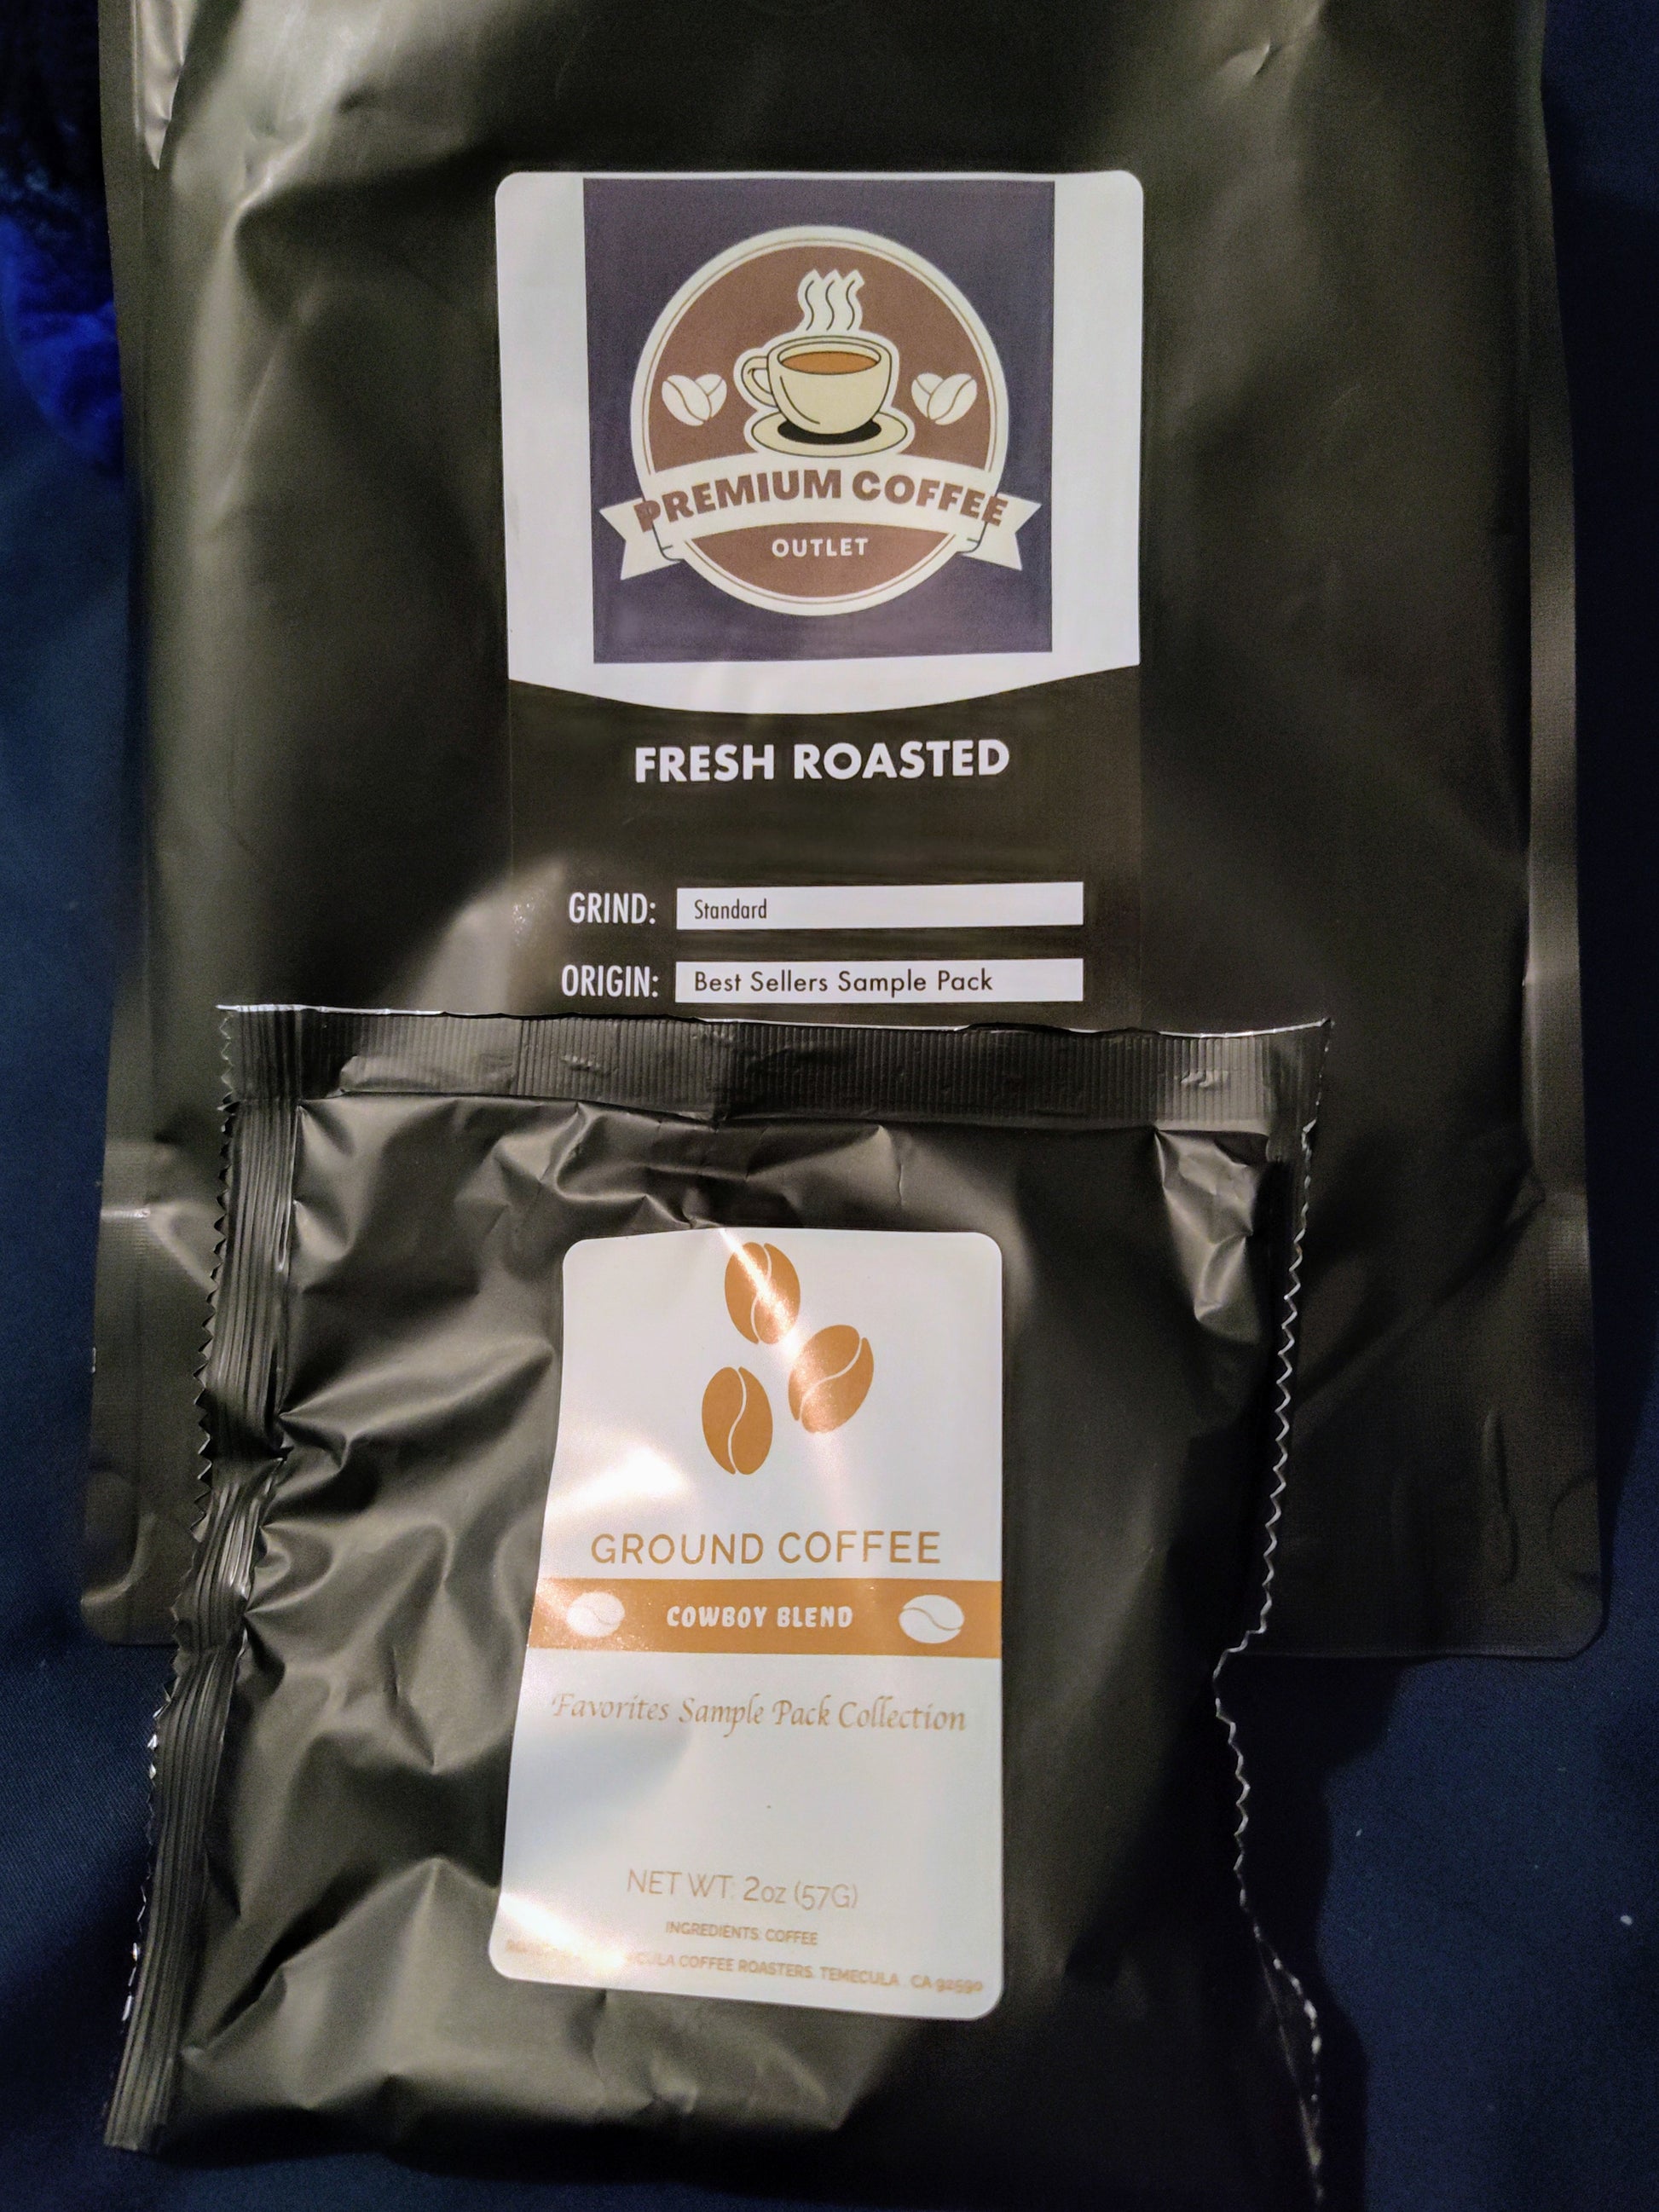 PREMIUM COFFEE
OUTLET
FRESH ROASTED
GRIND: Standard
ORIGIN: Best Sellers Sample Pack
GROUND COFFEE
COWBOY BLEND
Favorites Sample Pack Collection
NET WT: 2oz (57G)
INGREDIENTS: COFFEE
COFFEE ROASTERS. TEMECULA, CA 92590